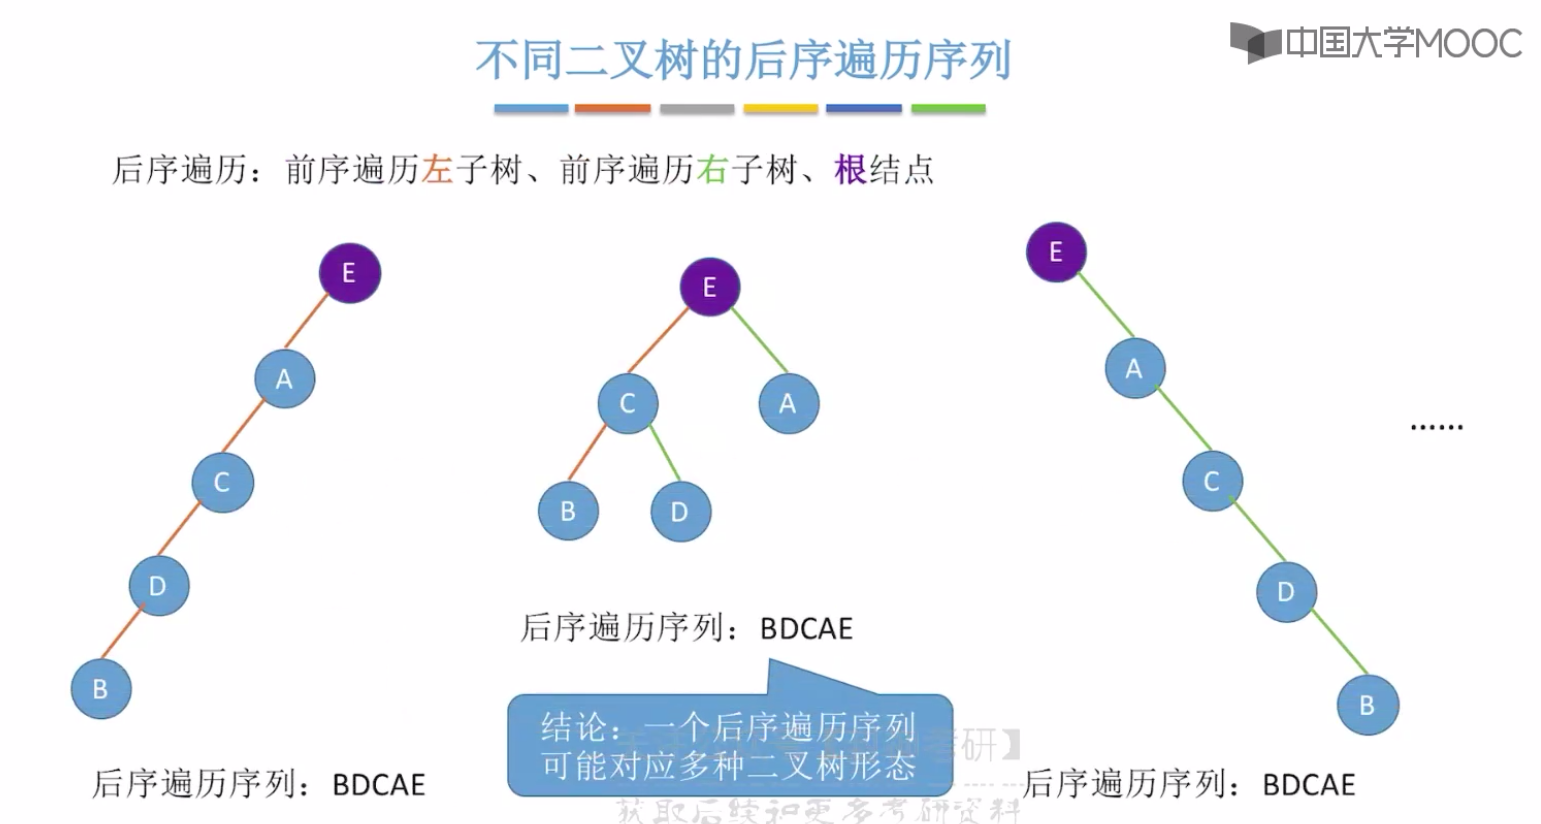 中国大学MOOC
不同二叉树的后序遍历序列
后序遍历：前序遍历左子树、前序遍历右子树、根结点
E
A
C
D
B
后序遍历序列：BDCAE
E
C
A
B
D
后序遍历序列：BDCAE
结论：一个后序遍历序列
可能对应多种二叉树形态
E
A
C
D
B
后序遍历序列：BDCAE
……
考研】
获取后续和更多考研资料